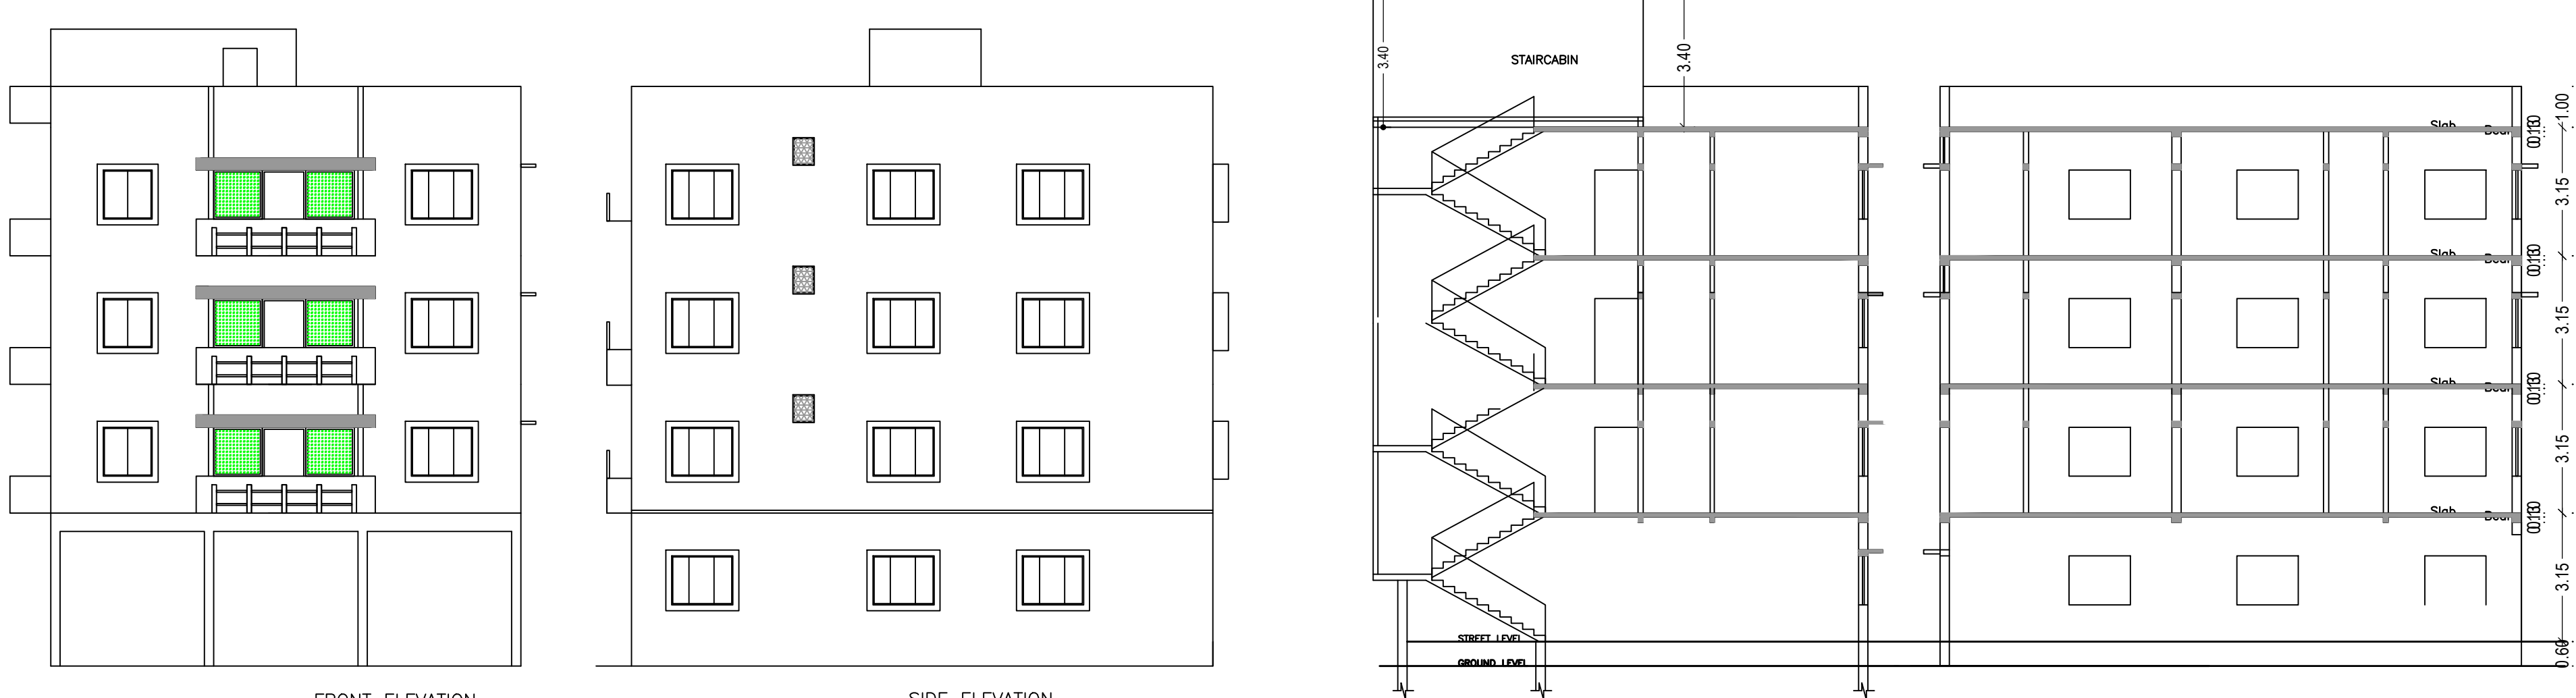 STAIRCABIN
3.40
3.40
1.00
Slab
3.15
Slab
3.15
Slab
3.15
Slab
3.15
STREET LEVEL
GROUND LEVEL
0.60
FRONT ELEVATION
SIDE ELEVATION